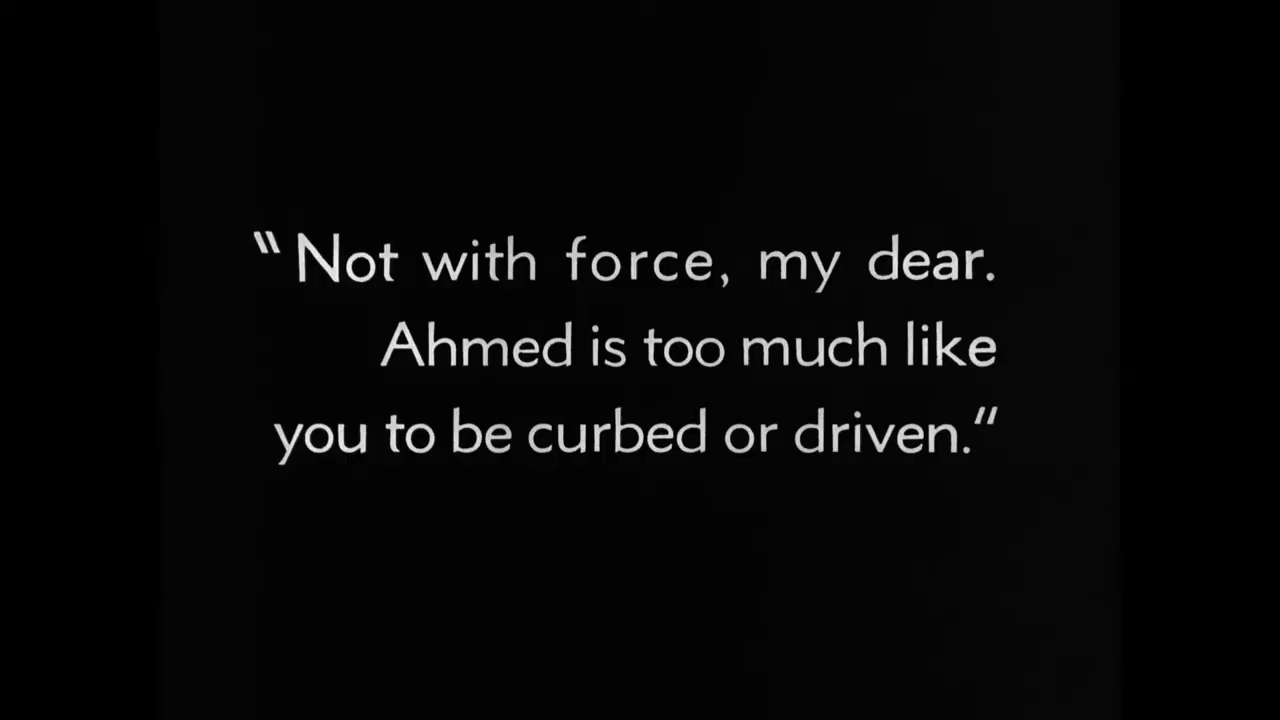 “Not with force, my dear.
Ahmed is too much like
you to be curbed or driven.”